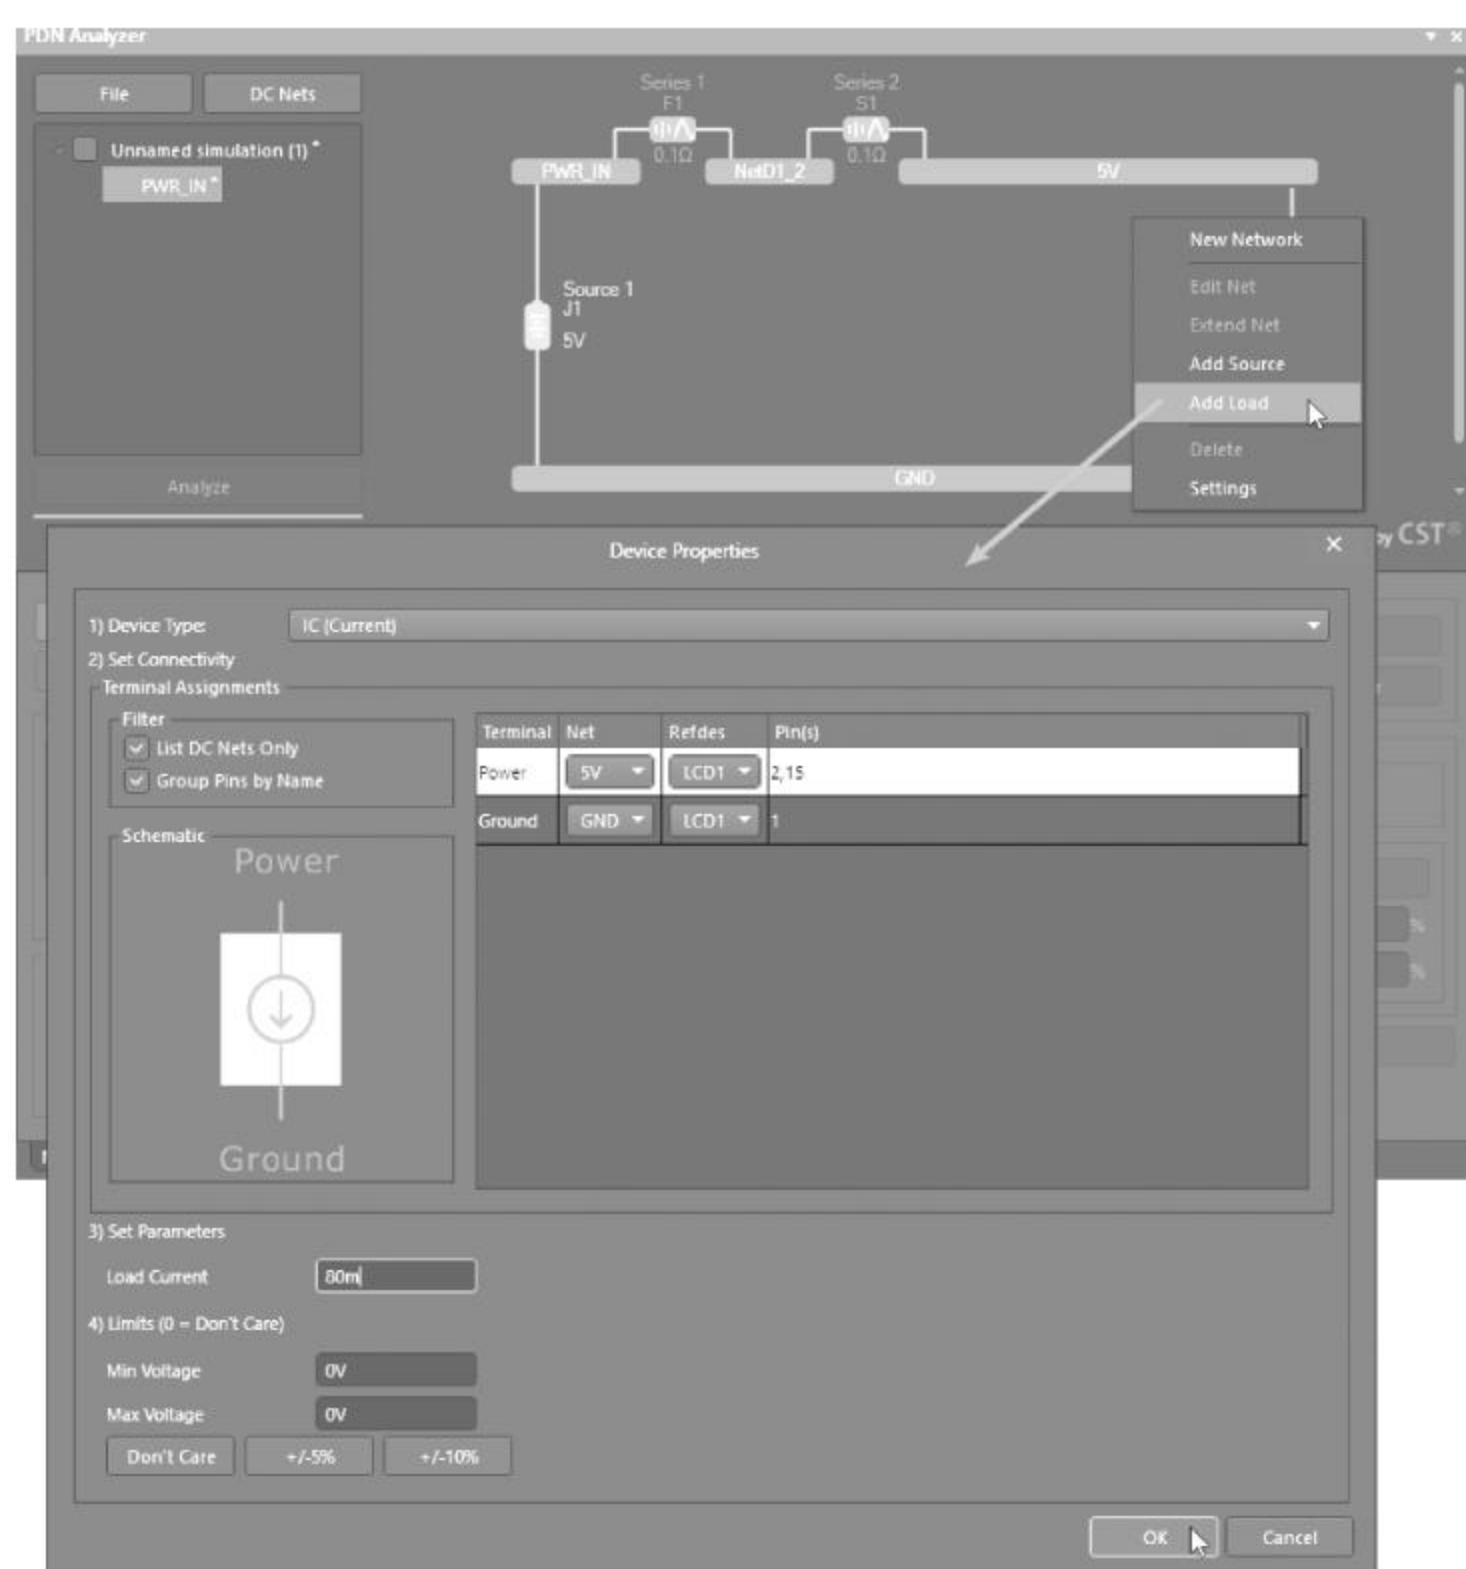 PDN Analyzer
File
DC Nets
Unnamed simulation (1) *
PWR_IN *
Analyze
Series 1
F1
0.1Ω
Series 2
S1
0.1Ω
PWR_IN
NetD1_2
5V
Source 1
J1
5V
GND
New Network
Edit Net
Extend Net
Add Source
Add Load
Delete
Settings
by CST®
Device Properties
1) Device Type:
IC (Current)
2) Set Connectivity
Terminal Assignments
Filter
List DC Nets Only
Group Pins by Name
Schematic
Power
Ground
Terminal Net Refdes Pin(s)
Power 5V LCD1 2,15
Ground GND LCD1 1
3) Set Parameters
Load Current 80m
4) Limits (0 = Don't Care)
Min Voltage 0V
Max Voltage 0V
Don't Care +/-5% +/-10%
%
%
OK Cancel